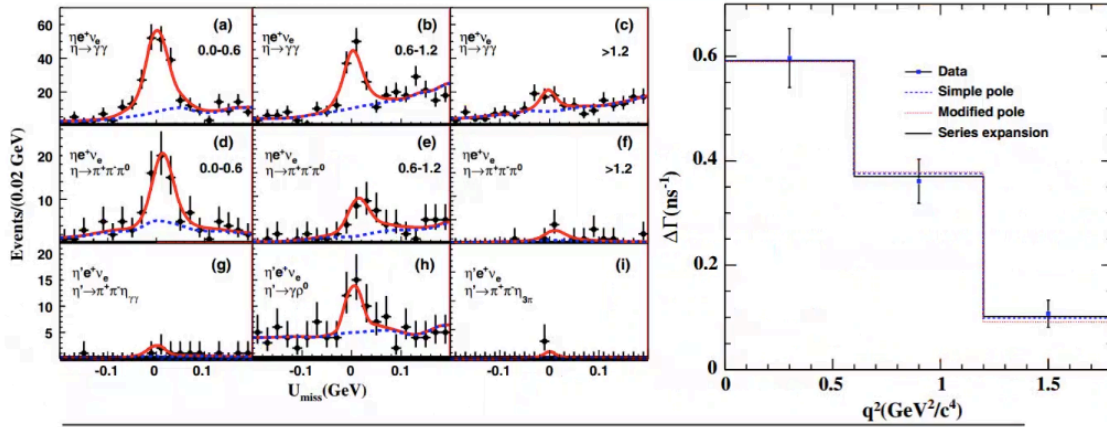 Events/(0.02 GeV)
60
40
20
ηe⁺νₑ
η→γγ
(a)
0.0-0.6
ηe⁺νₑ
η→γγ
(b)
0.6-1.2
ηe⁺νₑ
η→γγ
(c)
>1.2
20
10
ηe⁺νₑ
η→π⁺π⁻π⁰
(d)
0.0-0.6
ηe⁺νₑ
η→π⁺π⁻π⁰
(e)
0.6-1.2
ηe⁺νₑ
η→π⁺π⁻π⁰
(f)
>1.2
20
15
10
5
η'e⁺νₑ
η'→π⁺π⁻η_γγ
(g)
η'e⁺νₑ
η'→γρ⁰
(h)
η'e⁺νₑ
η'→π⁺π⁻η_3π
(i)
-0.1 0 0.1 -0.1 0 0.1 -0.1 0 0.1
U_miss(GeV)
ΔΓ(ns⁻¹)
0.6
0.4
0.2
0
Data
Simple pole
Modified pole
Series expansion
0 0.5 1 1.5
q²(GeV²/c⁴)